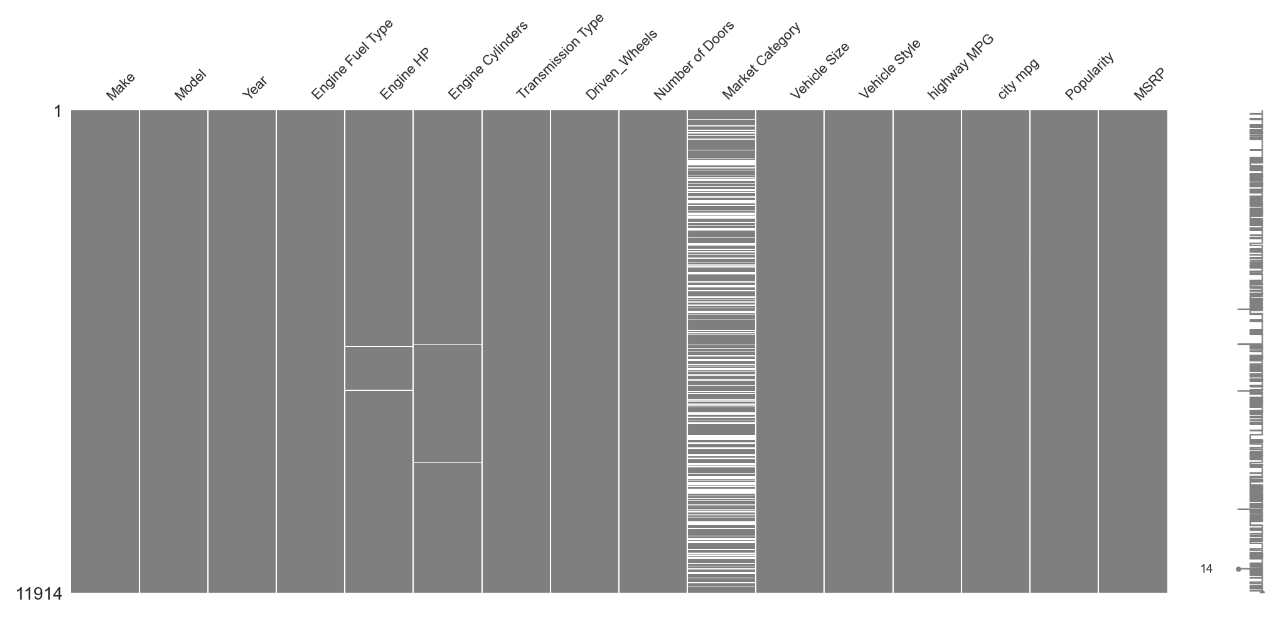 Make
Model
Year
Engine Fuel Type
Engine HP
Engine Cylinders
Transmission Type
Driven_Wheels
Number of Doors
Market Category
Vehicle Size
Vehicle Style
highway MPG
city mpg
Popularity
MSRP
1
14
11914